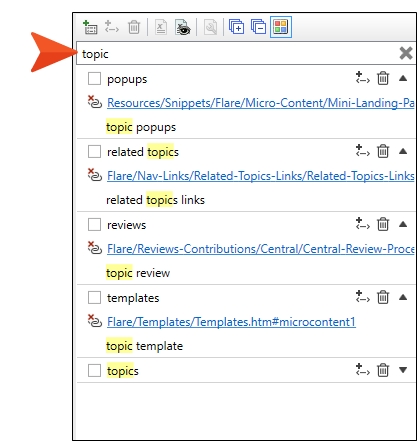 topic
popups
Resources/Snippets/Flare/Micro-Content/Mini-Landing-Pa
topic popups
related topics
Flare/Nav-Links/Related-Topics-Links/Related-Topics-Links
related topics links
reviews
Flare/Reviews-Contributions/Central/Central-Review-Proce
topic review
templates
Flare/Templates/Templates.htm#microcontent1
topic template
topics